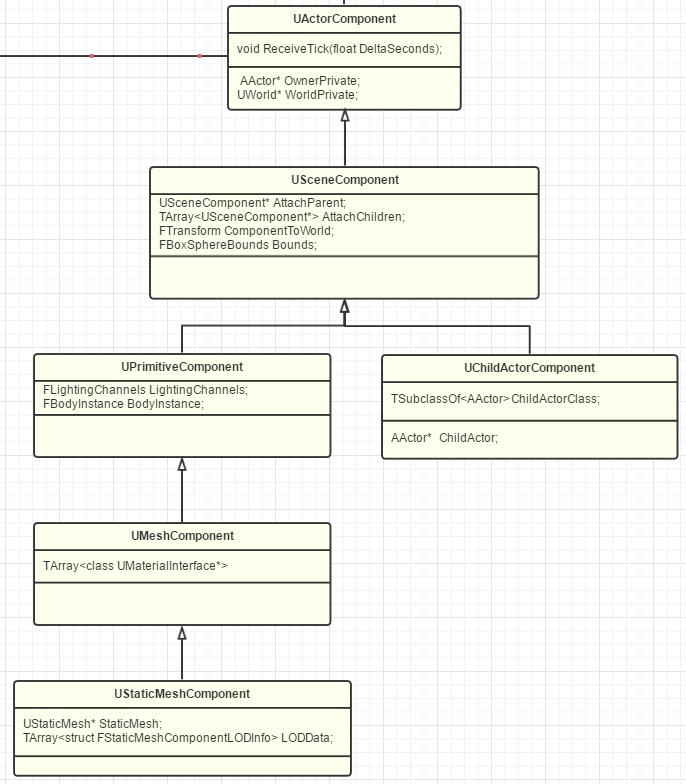 UActorComponent
void ReceiveTick(float DeltaSeconds);
AActor* OwnerPrivate;
UWorld* WorldPrivate;
USceneComponent
USceneComponent* AttachParent;
TArray<USceneComponent*> AttachChildren;
FTransform ComponentToWorld;
FBoxSphereBounds Bounds;
UPrimitiveComponent
FLightingChannels LightingChannels;
FBodyInstance BodyInstance;
UChildActorComponent
TSubclassOf<AActor> ChildActorClass;
AActor* ChildActor;
UMeshComponent
TArray<class UMaterialInterface*>
UStaticMeshComponent
UStaticMesh* StaticMesh;
TArray<struct FStaticMeshComponentLODInfo> LODData;